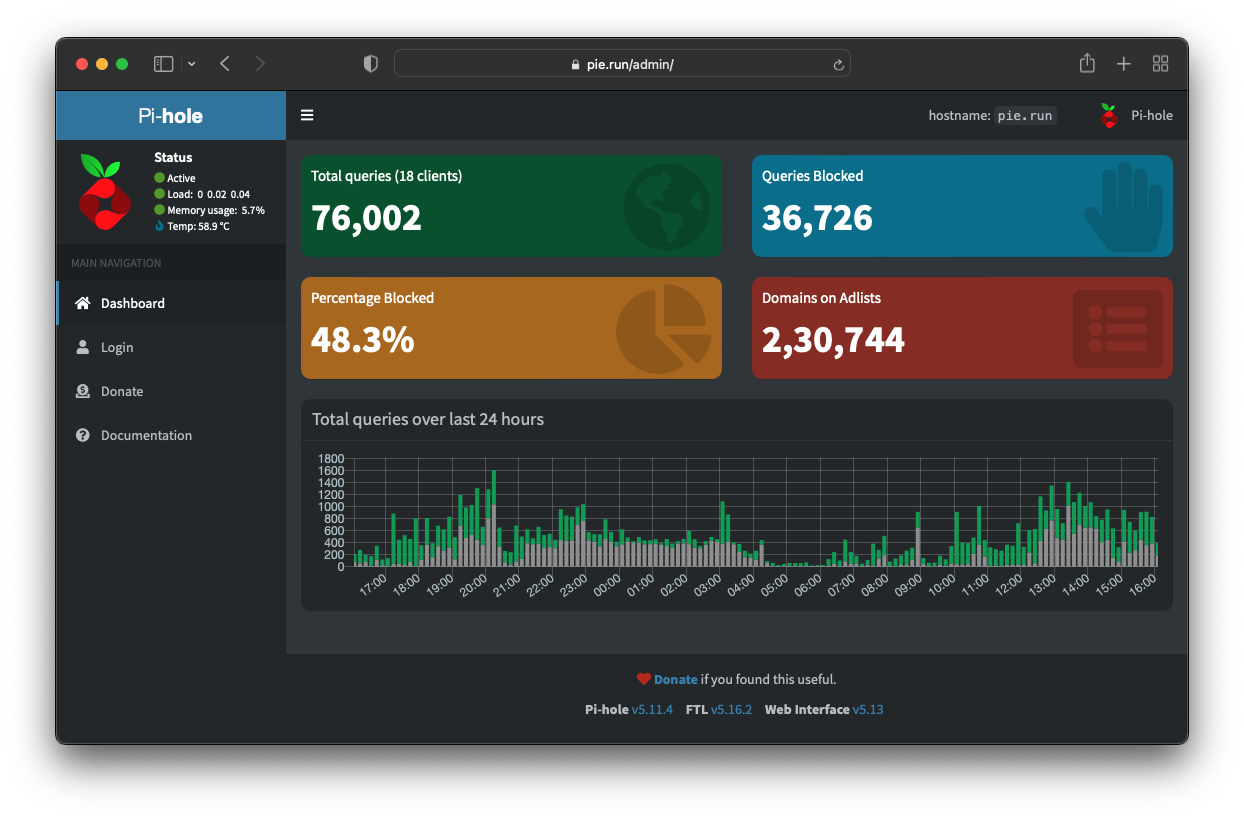 pie.run/admin/
Pi-hole
hostname: pie.run
Pi-hole
Status
Active
Load: 0 0.02 0.04
Memory usage: 5.7%
Temp: 58.9 °C
MAIN NAVIGATION
Dashboard
Login
Donate
Documentation
Total queries (18 clients)
76,002
Queries Blocked
36,726
Percentage Blocked
48.3%
Domains on Adlists
2,30,744
Total queries over last 24 hours
1800
1600
1400
1200
1000
800
600
400
200
0
17:00 18:00 19:00 20:00 21:00 22:00 23:00 00:00 01:00 02:00 03:00 04:00 05:00 06:00 07:00 08:00 09:00 10:00 11:00 12:00 13:00 14:00 15:00 16:00
Donate if you found this useful.
Pi-hole v5.11.4 FTL v5.16.2 Web Interface v5.13